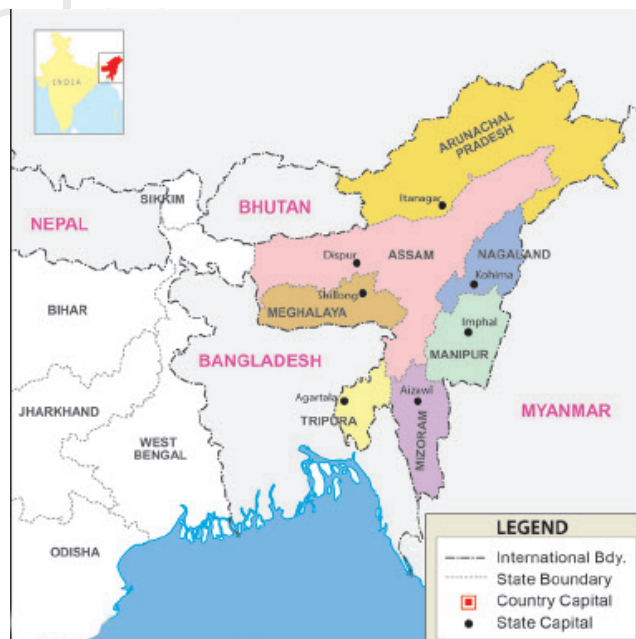 INDIA
ARUNACHAL
PRADESH
Itanagar
SIKKIM
NEPAL
BHUTAN
Dispur
ASSAM
NAGALAND
Kohima
Shillong
MEGHALAYA
BIHAR
Imphal
MANIPUR
BANGLADESH
Agartala
Aizawl
TRIPURA
MIZORAM
MYANMAR
JHARKHAND
WEST
BENGAL
ODISHA
LEGEND
International Bdy.
State Boundary
Country Capital
State Capital